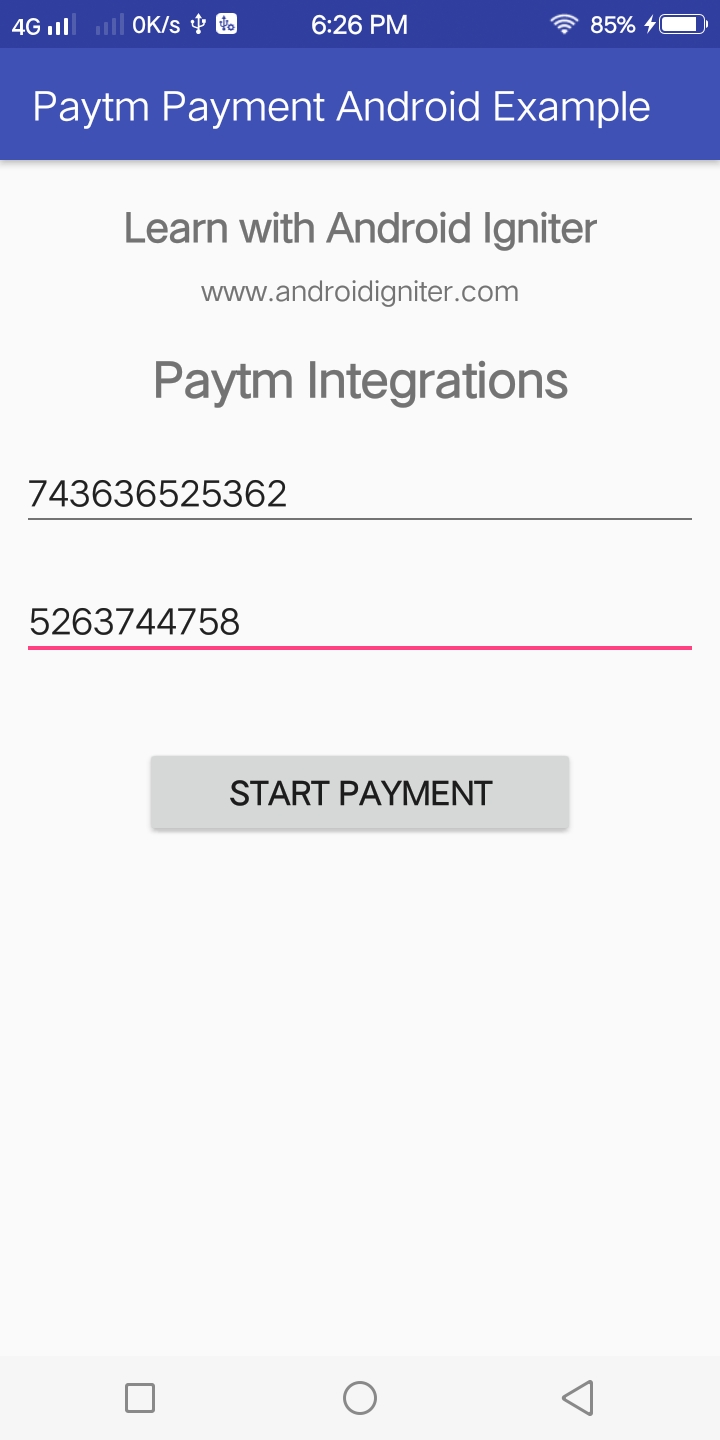 4G 0K/s 6:26 PM 85%
Paytm Payment Android Example
Learn with Android Igniter
www.androidigniter.com
Paytm Integrations
743636525362
5263744758
START PAYMENT